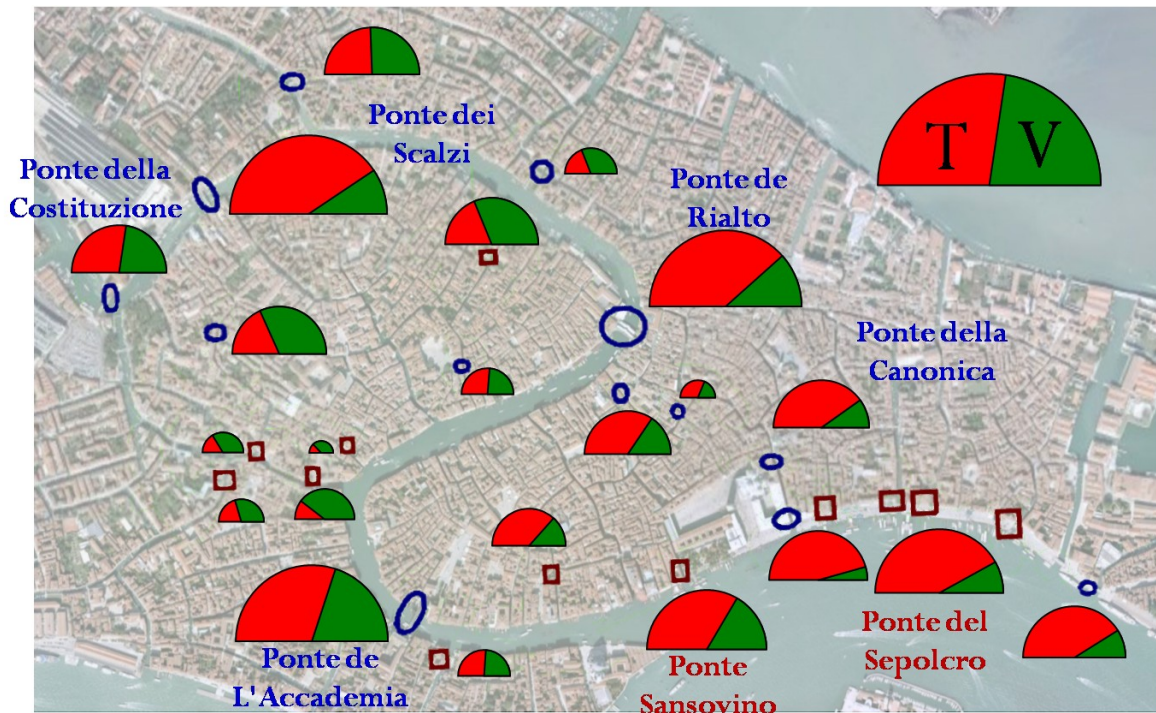 Ponte dei
Scalzi
T V
Ponte della
Costituzione
Ponte de
Rialto
Ponte della
Canonica
Ponte de
L'Accademia
Ponte
Sansovino
Ponte del
Sepolcro